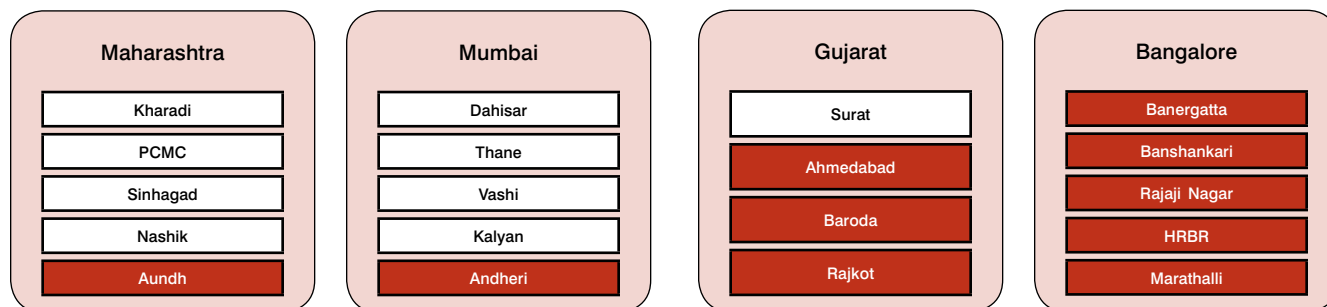 Maharashtra
Kharadi
PCMC
Sinhagad
Nashik
Aundh
Mumbai
Dahisar
Thane
Vashi
Kalyan
Andheri
Gujarat
Surat
Ahmedabad
Baroda
Rajkot
Bangalore
Banergatta
Banshankari
Rajaji Nagar
HRBR
Marathalli